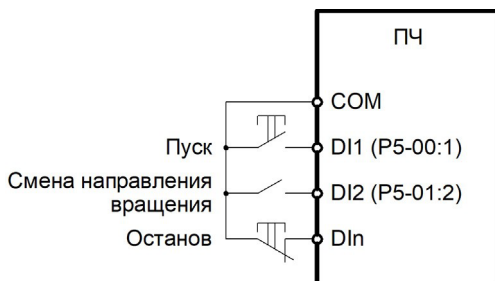 ПЧ
COM
Пуск
DI1 (P5-00:1)
Смена направления
вращения
DI2 (P5-01:2)
Останов
DIn